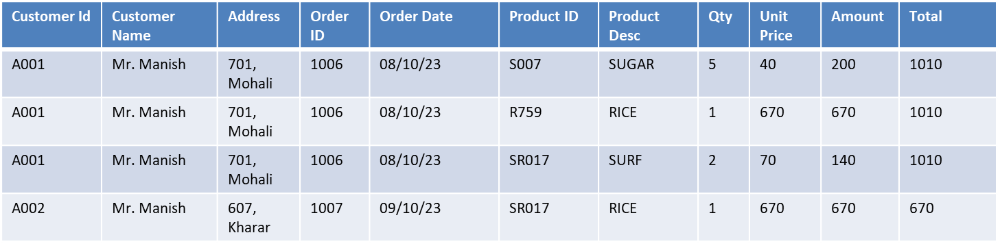 Customer Id Customer Name Address Order ID Order Date Product ID Product Desc Qty Unit Price Amount Total
A001 Mr. Manish 701, Mohali 1006 08/10/23 S007 SUGAR 5 40 200 1010
A001 Mr. Manish 701, Mohali 1006 08/10/23 R759 RICE 1 670 670 1010
A001 Mr. Manish 701, Mohali 1006 08/10/23 SR017 SURF 2 70 140 1010
A002 Mr. Manish 607, Kharar 1007 09/10/23 SR017 RICE 1 670 670 670